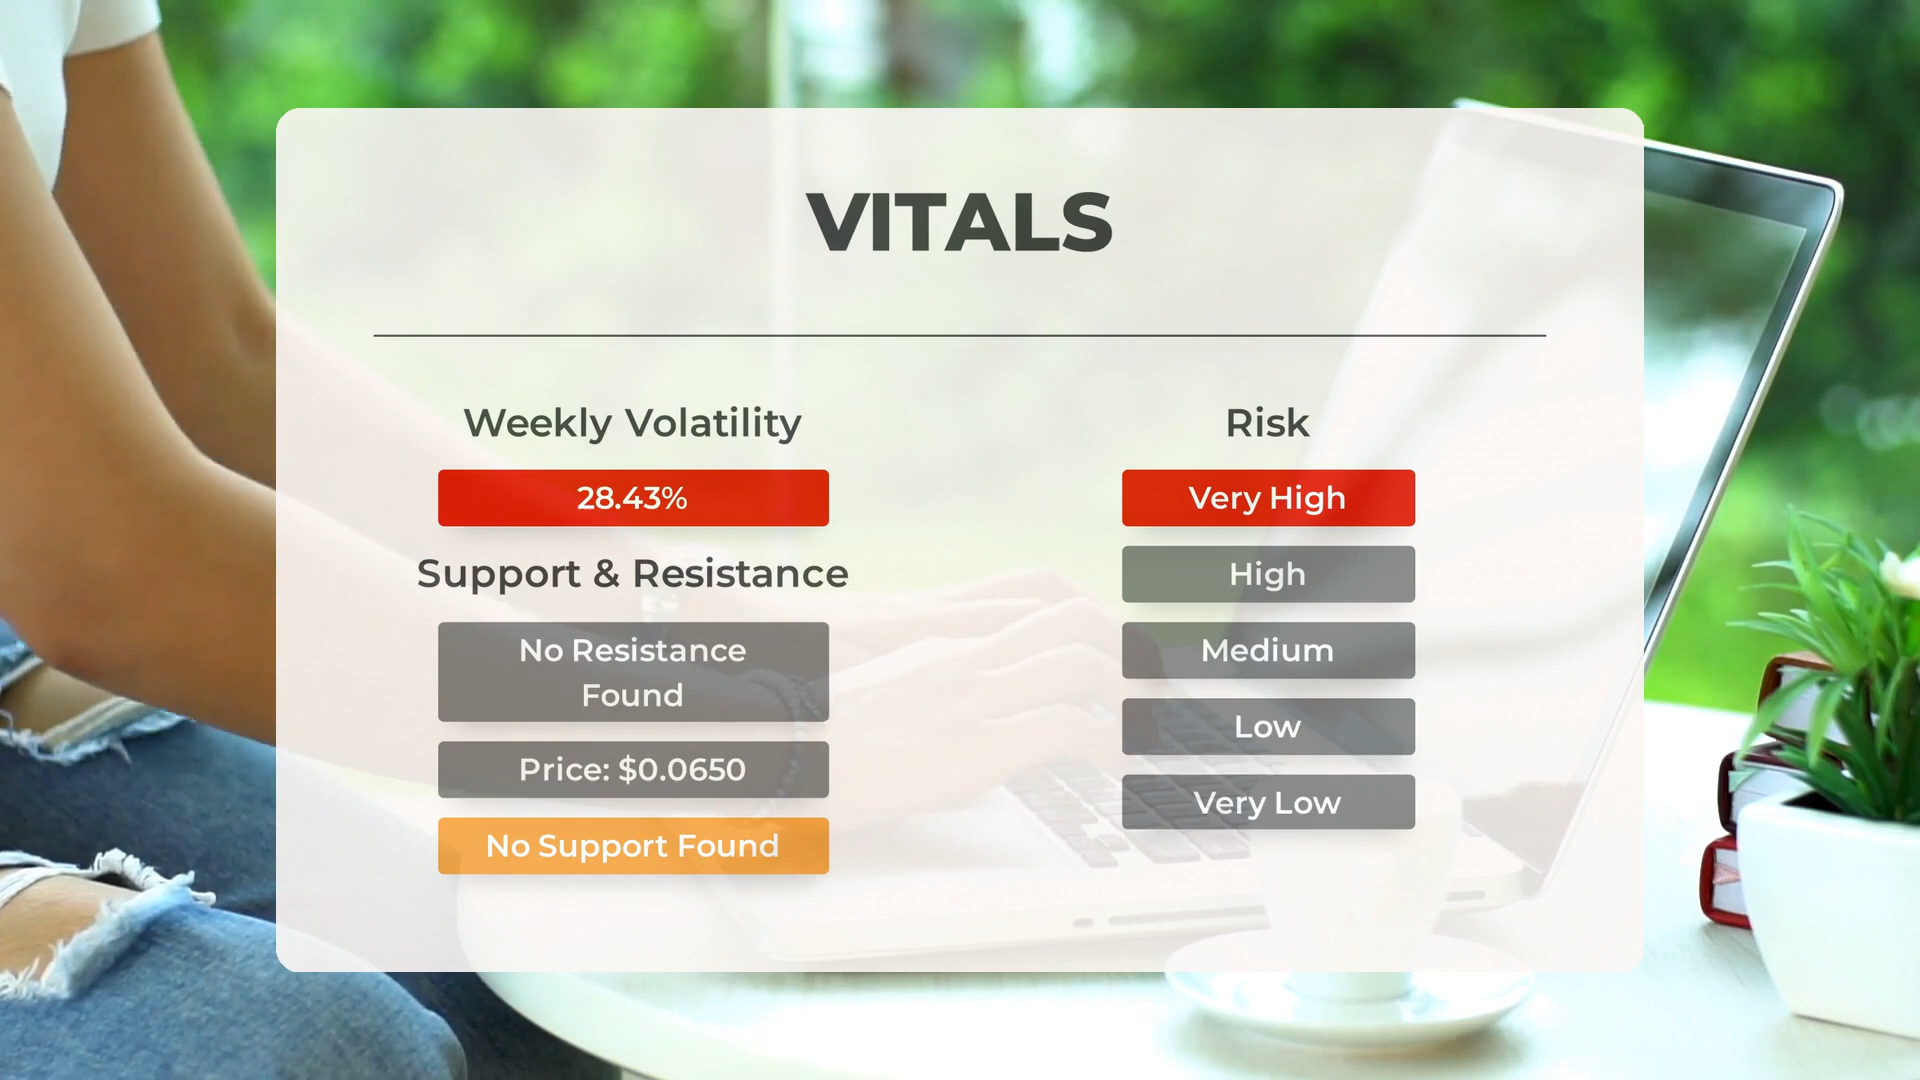 VITALS
Weekly Volatility
28.43%
Support & Resistance
No Resistance
Found
Price: $0.0650
No Support Found
Risk
Very High
High
Medium
Low
Very Low